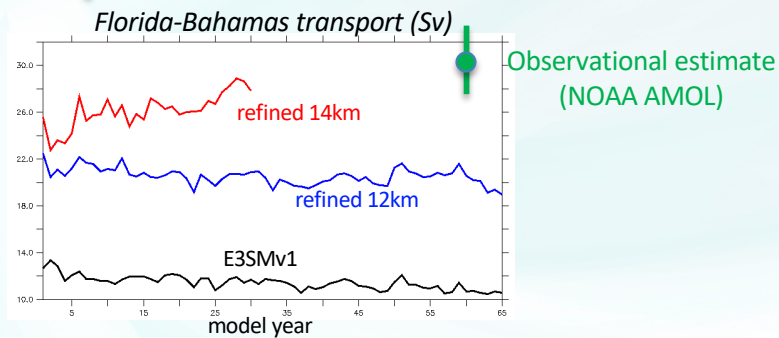 Florida-Bahamas transport (Sv)
30.0
26.0
22.0
18.0
14.0
10.0
refined 14km
refined 12km
E3SMv1
Observational estimate
(NOAA AMOL)
5 15 25 35 45 55 65
model year